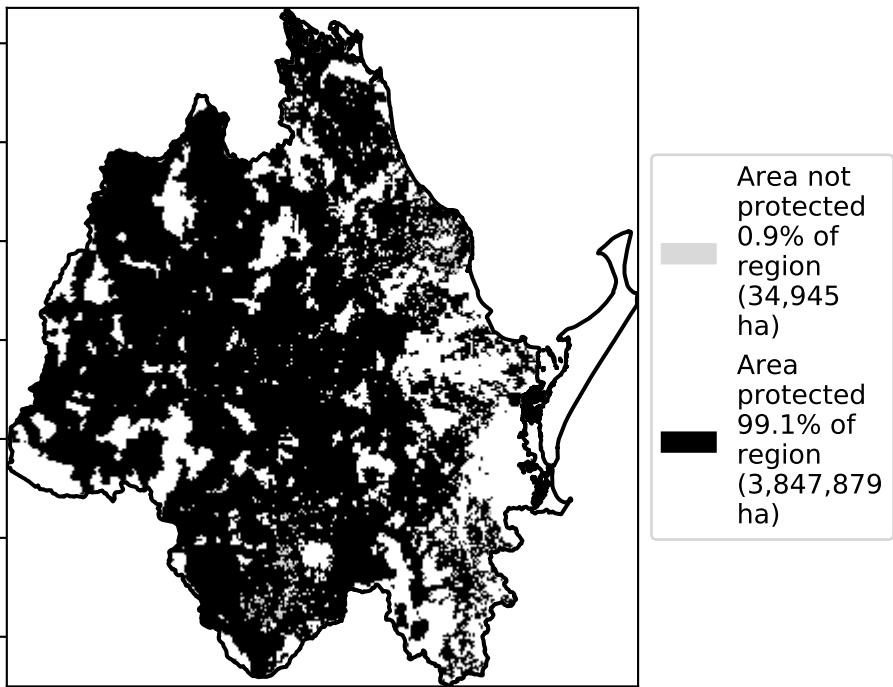 Area not
protected
0.9% of
region
(34,945
ha)
Area
protected
99.1% of
region
(3,847,879
ha)